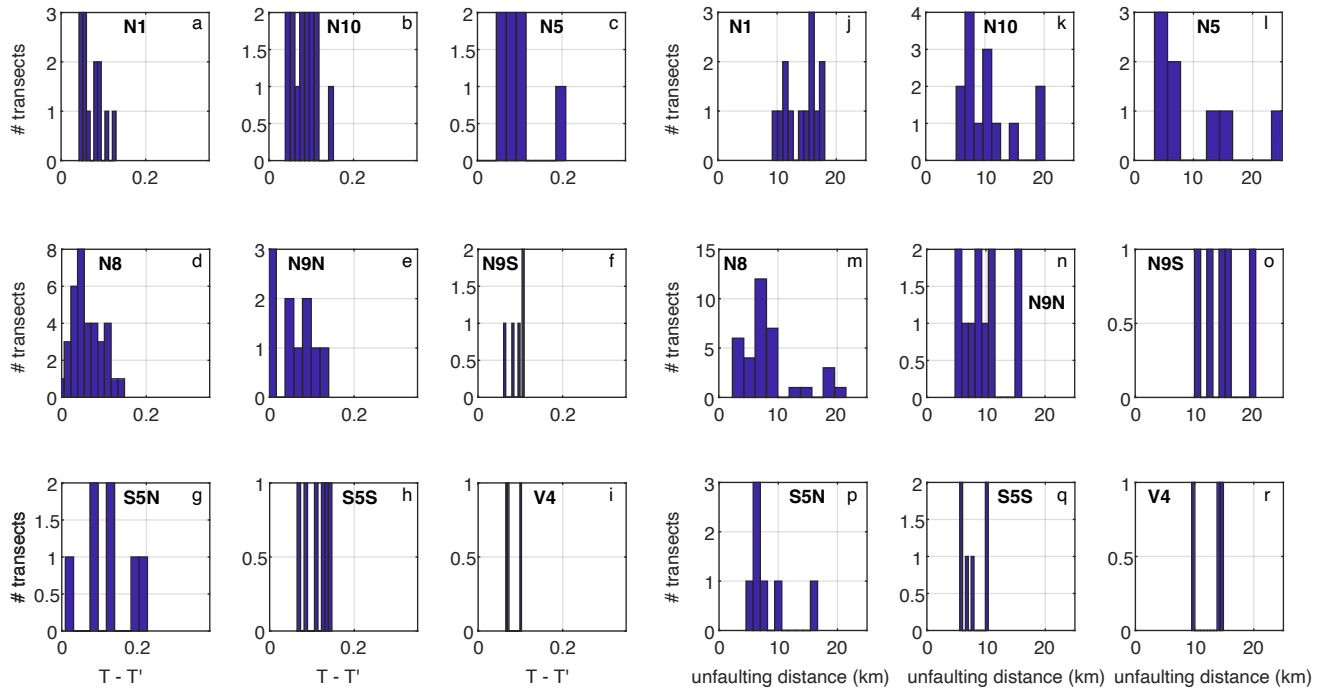 # transects
3
2
1
0
0
0.2
N1
a
2
1.5
1
0.5
0
0
0.2
N10
b
2
1.5
1
0.5
0
0
0.2
N5
c
# transects
3
2
1
0
0
10
20
N1
j
4
3
2
1
0
0
10
20
N10
k
3
2
1
0
0
10
20
N5
l
# transects
8
6
4
2
0
0
0.2
N8
d
3
2
1
0
0
0.2
N9N
e
2
1.5
1
0.5
0
0
0.2
N9S
f
# transects
15
10
5
0
0
10
20
N8
m
2
1.5
1
0.5
0
0
10
20
N9N
n
1
0.5
0
0
10
20
N9S
o
# transects
2
1.5
1
0.5
0
0
0.2
S5N
g
T - T'
1
0.5
0
0
0.2
S5S
h
T - T'
1
0.5
0
0
0.2
V4
i
T - T'
# transects
3
2
1
0
0
10
20
S5N
p
unfaulting distance (km)
2
1.5
1
0.5
0
0
10
20
S5S
q
unfaulting distance (km)
1
0.5
0
0
10
20
V4
r
unfaulting distance (km)